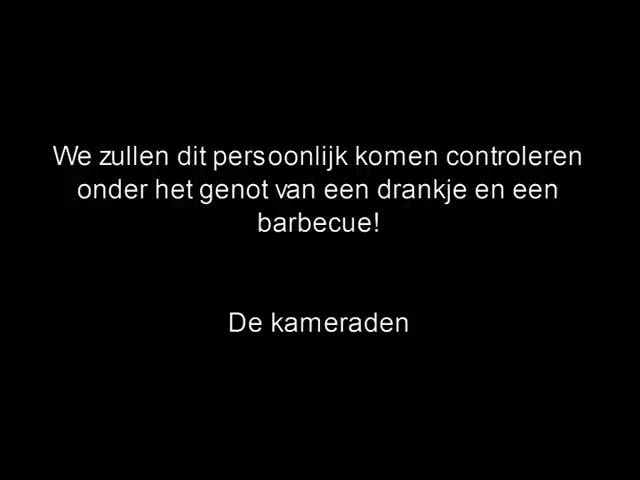 We zullen dit persoonlijk komen controleren
onder het genot van een drankje en een
barbecue!
De kameraden